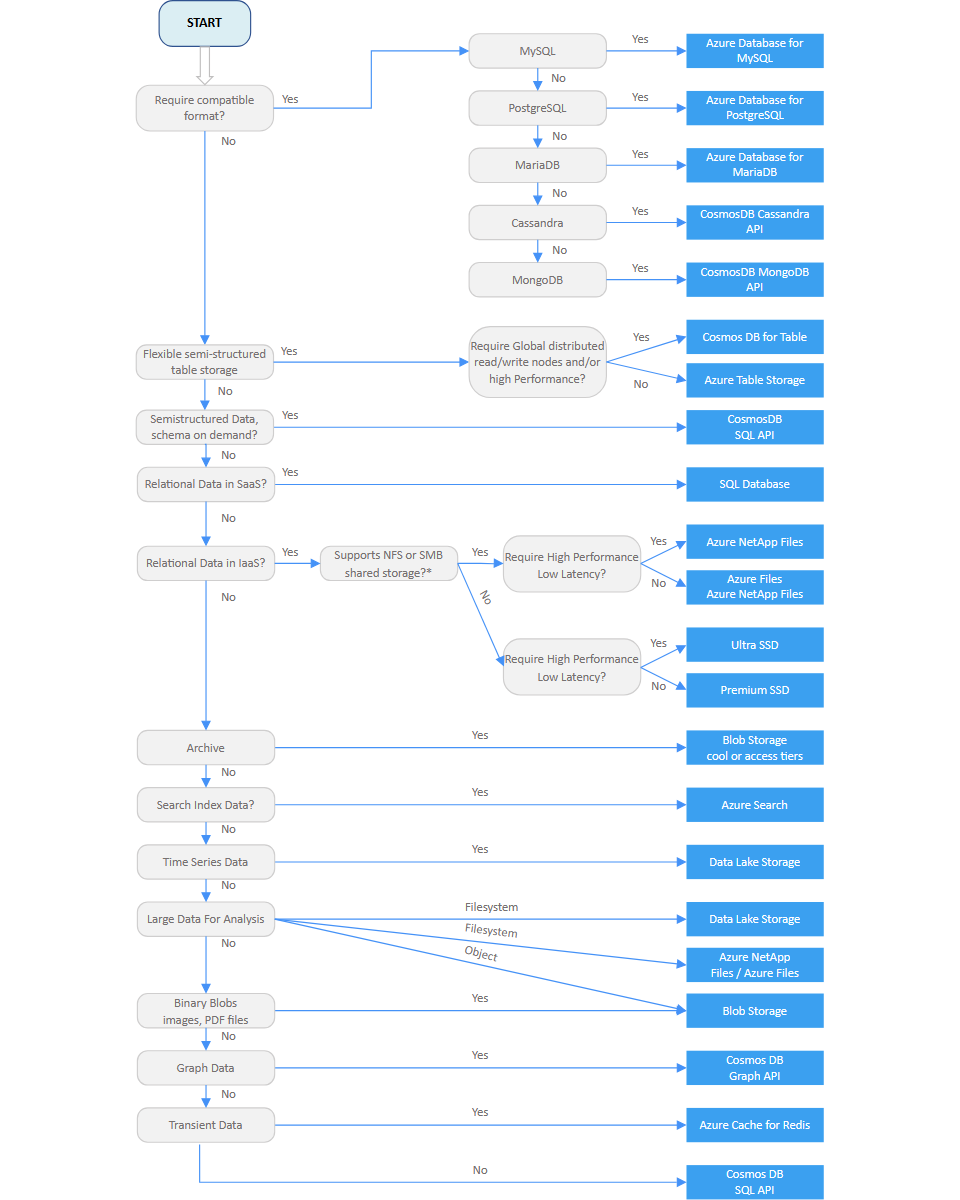 START
Require compatible
format?
Yes
No
MySQL
Yes
Azure Database for
MySQL
No
PostgreSQL
Yes
Azure Database for
PostgreSQL
No
MariaDB
Yes
Azure Database for
MariaDB
No
Cassandra
Yes
CosmosDB Cassandra
API
No
MongoDB
Yes
CosmosDB MongoDB
API
Flexible semi-structured
table storage
Yes
No
Require Global distributed
read/write nodes and/or
high Performance?
Yes
Cosmos DB for Table
No
Azure Table Storage
Semistructured Data,
schema on demand?
Yes
CosmosDB
SQL API
No
Relational Data in SaaS?
Yes
SQL Database
No
Relational Data in IaaS?
Yes
No
Supports NFS or SMB
shared storage?*
Yes
No
Require High Performance
Low Latency?
Yes
Azure NetApp Files
No
Azure Files
Azure NetApp Files
Require High Performance
Low Latency?
Yes
Ultra SSD
No
Premium SSD
Archive
Yes
Blob Storage
cool or access tiers
No
Search Index Data?
Yes
Azure Search
No
Time Series Data
Yes
Data Lake Storage
No
Large Data For Analysis
Filesystem
Data Lake Storage
Filesystem
Azure NetApp
Files / Azure Files
Object
Blob Storage
No
Binary Blobs
images, PDF files
Yes
No
Graph Data
Yes
Cosmos DB
Graph API
No
Transient Data
Yes
Azure Cache for Redis
No
Cosmos DB
SQL API